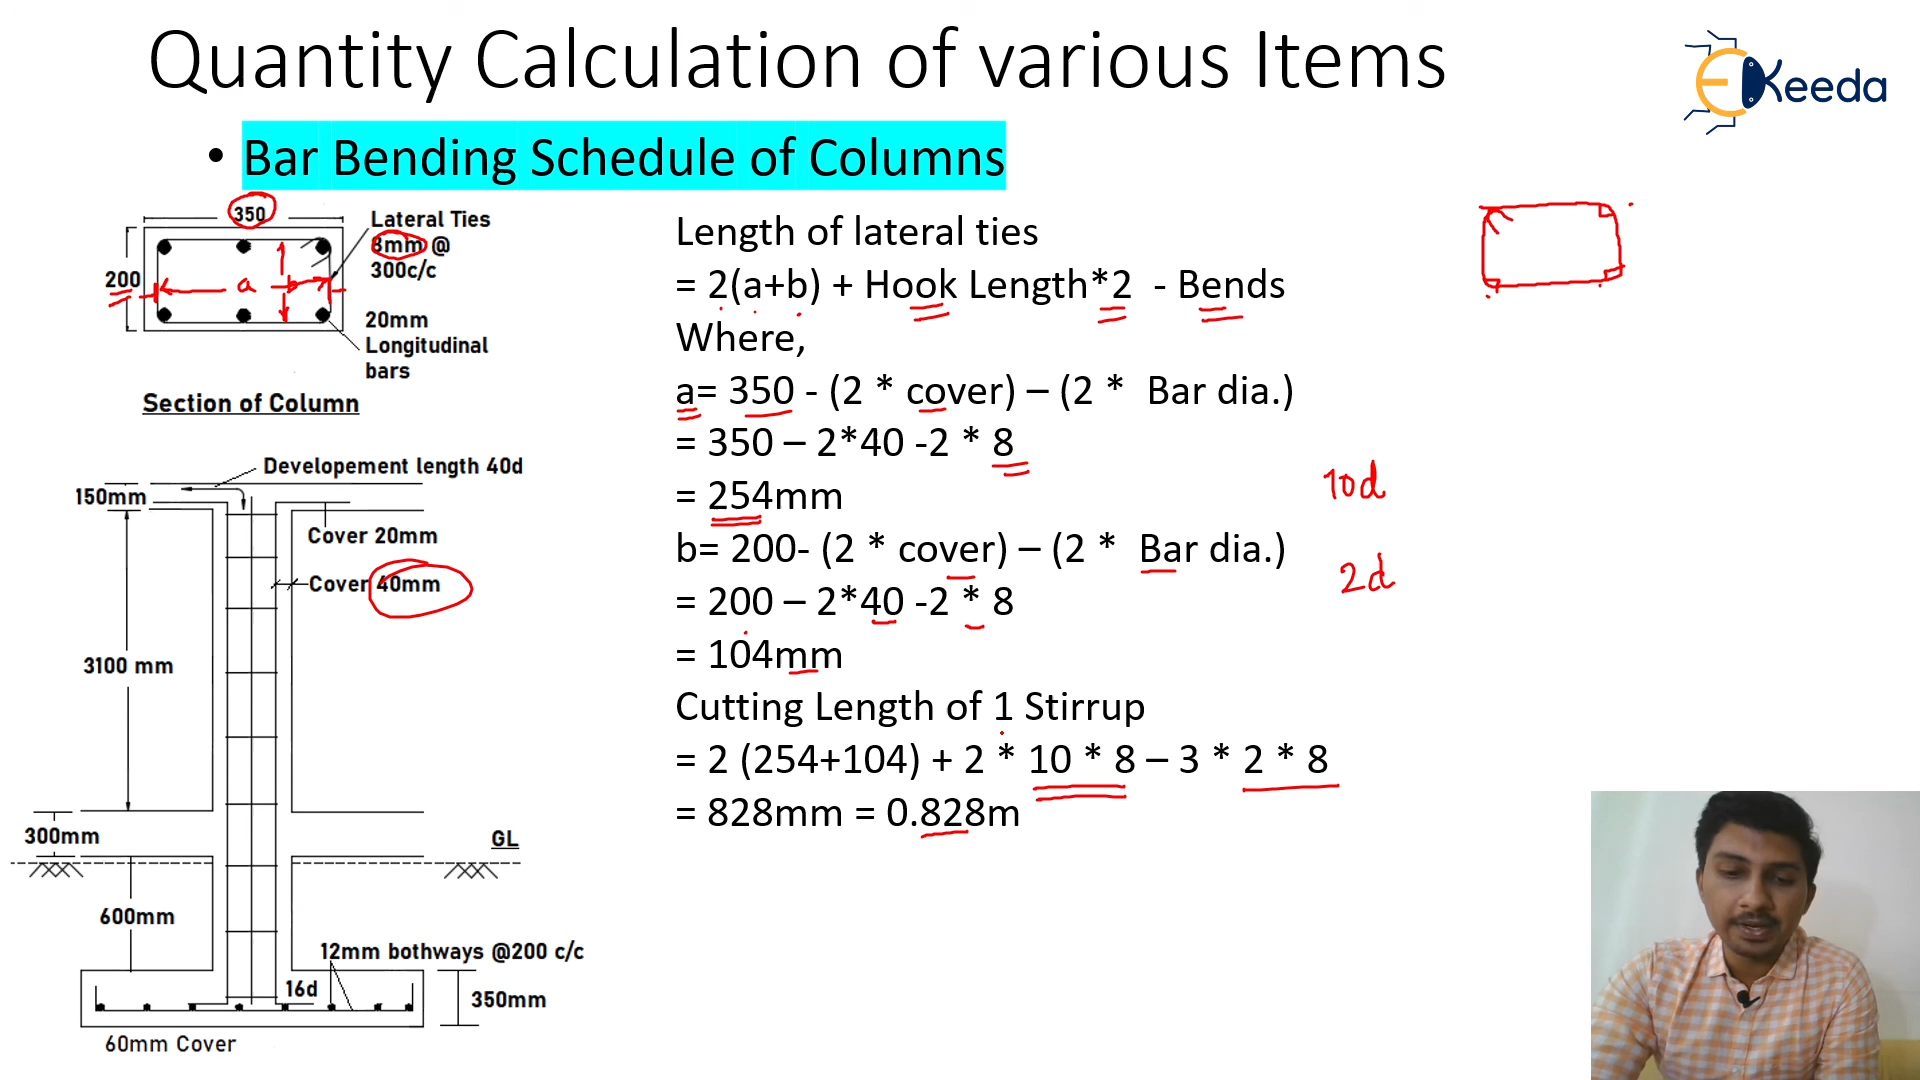 Quantity Calculation of various Items
EKeeda
• Bar Bending Schedule of Columns
350
Lateral Ties
8mm @
300c/c
200
a
b
20mm
Longitudinal
bars
Section of Column
Developement length 40d
150mm
Cover 20mm
Cover 40mm
3100 mm
300mm
GL
600mm
12mm bothways @200 c/c
16d
350mm
60mm Cover
Length of lateral ties
= 2(a+b) + Hook Length*2 - Bends
Where,
a= 350 - (2 * cover) – (2 * Bar dia.)
= 350 – 2*40 -2 * 8
= 254mm
b= 200- (2 * cover) – (2 * Bar dia.)
= 200 – 2*40 -2 * 8
= 104mm
Cutting Length of 1 Stirrup
= 2 (254+104) + 2 * 10 * 8 – 3 * 2 * 8
= 828mm = 0.828m
10d
2d